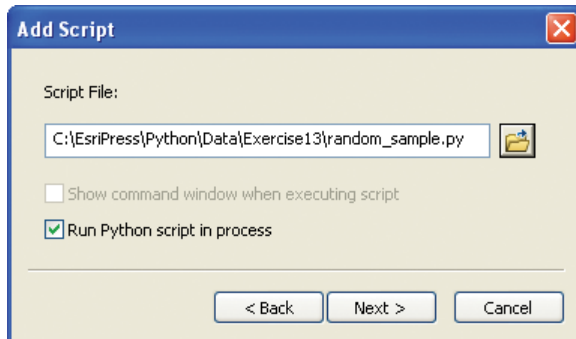 Add Script
Script File:
C:\EsriPress\Python\Data\Exercise13\random_sample.py
Show command window when executing script
Run Python script in process
< Back Next > Cancel